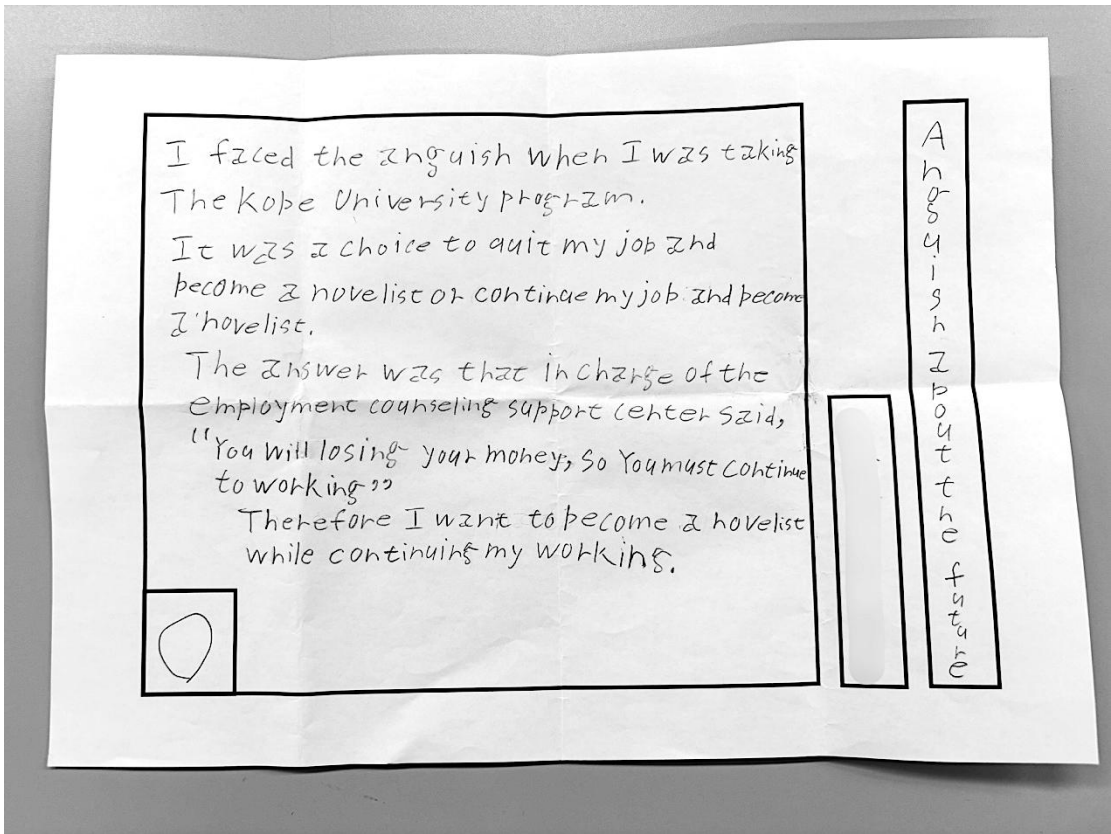 Anguish about the future
I faced the anguish when I was taking
The Kobe University program.
It was a choice to quit my job and
become a novelist or continue my job and become
a novelist.
The answer was that in charge of the
employment counseling support center said,
"You will losing your money, so You must continue
to working"
Therefore I want to become a novelist
while continuing my working.